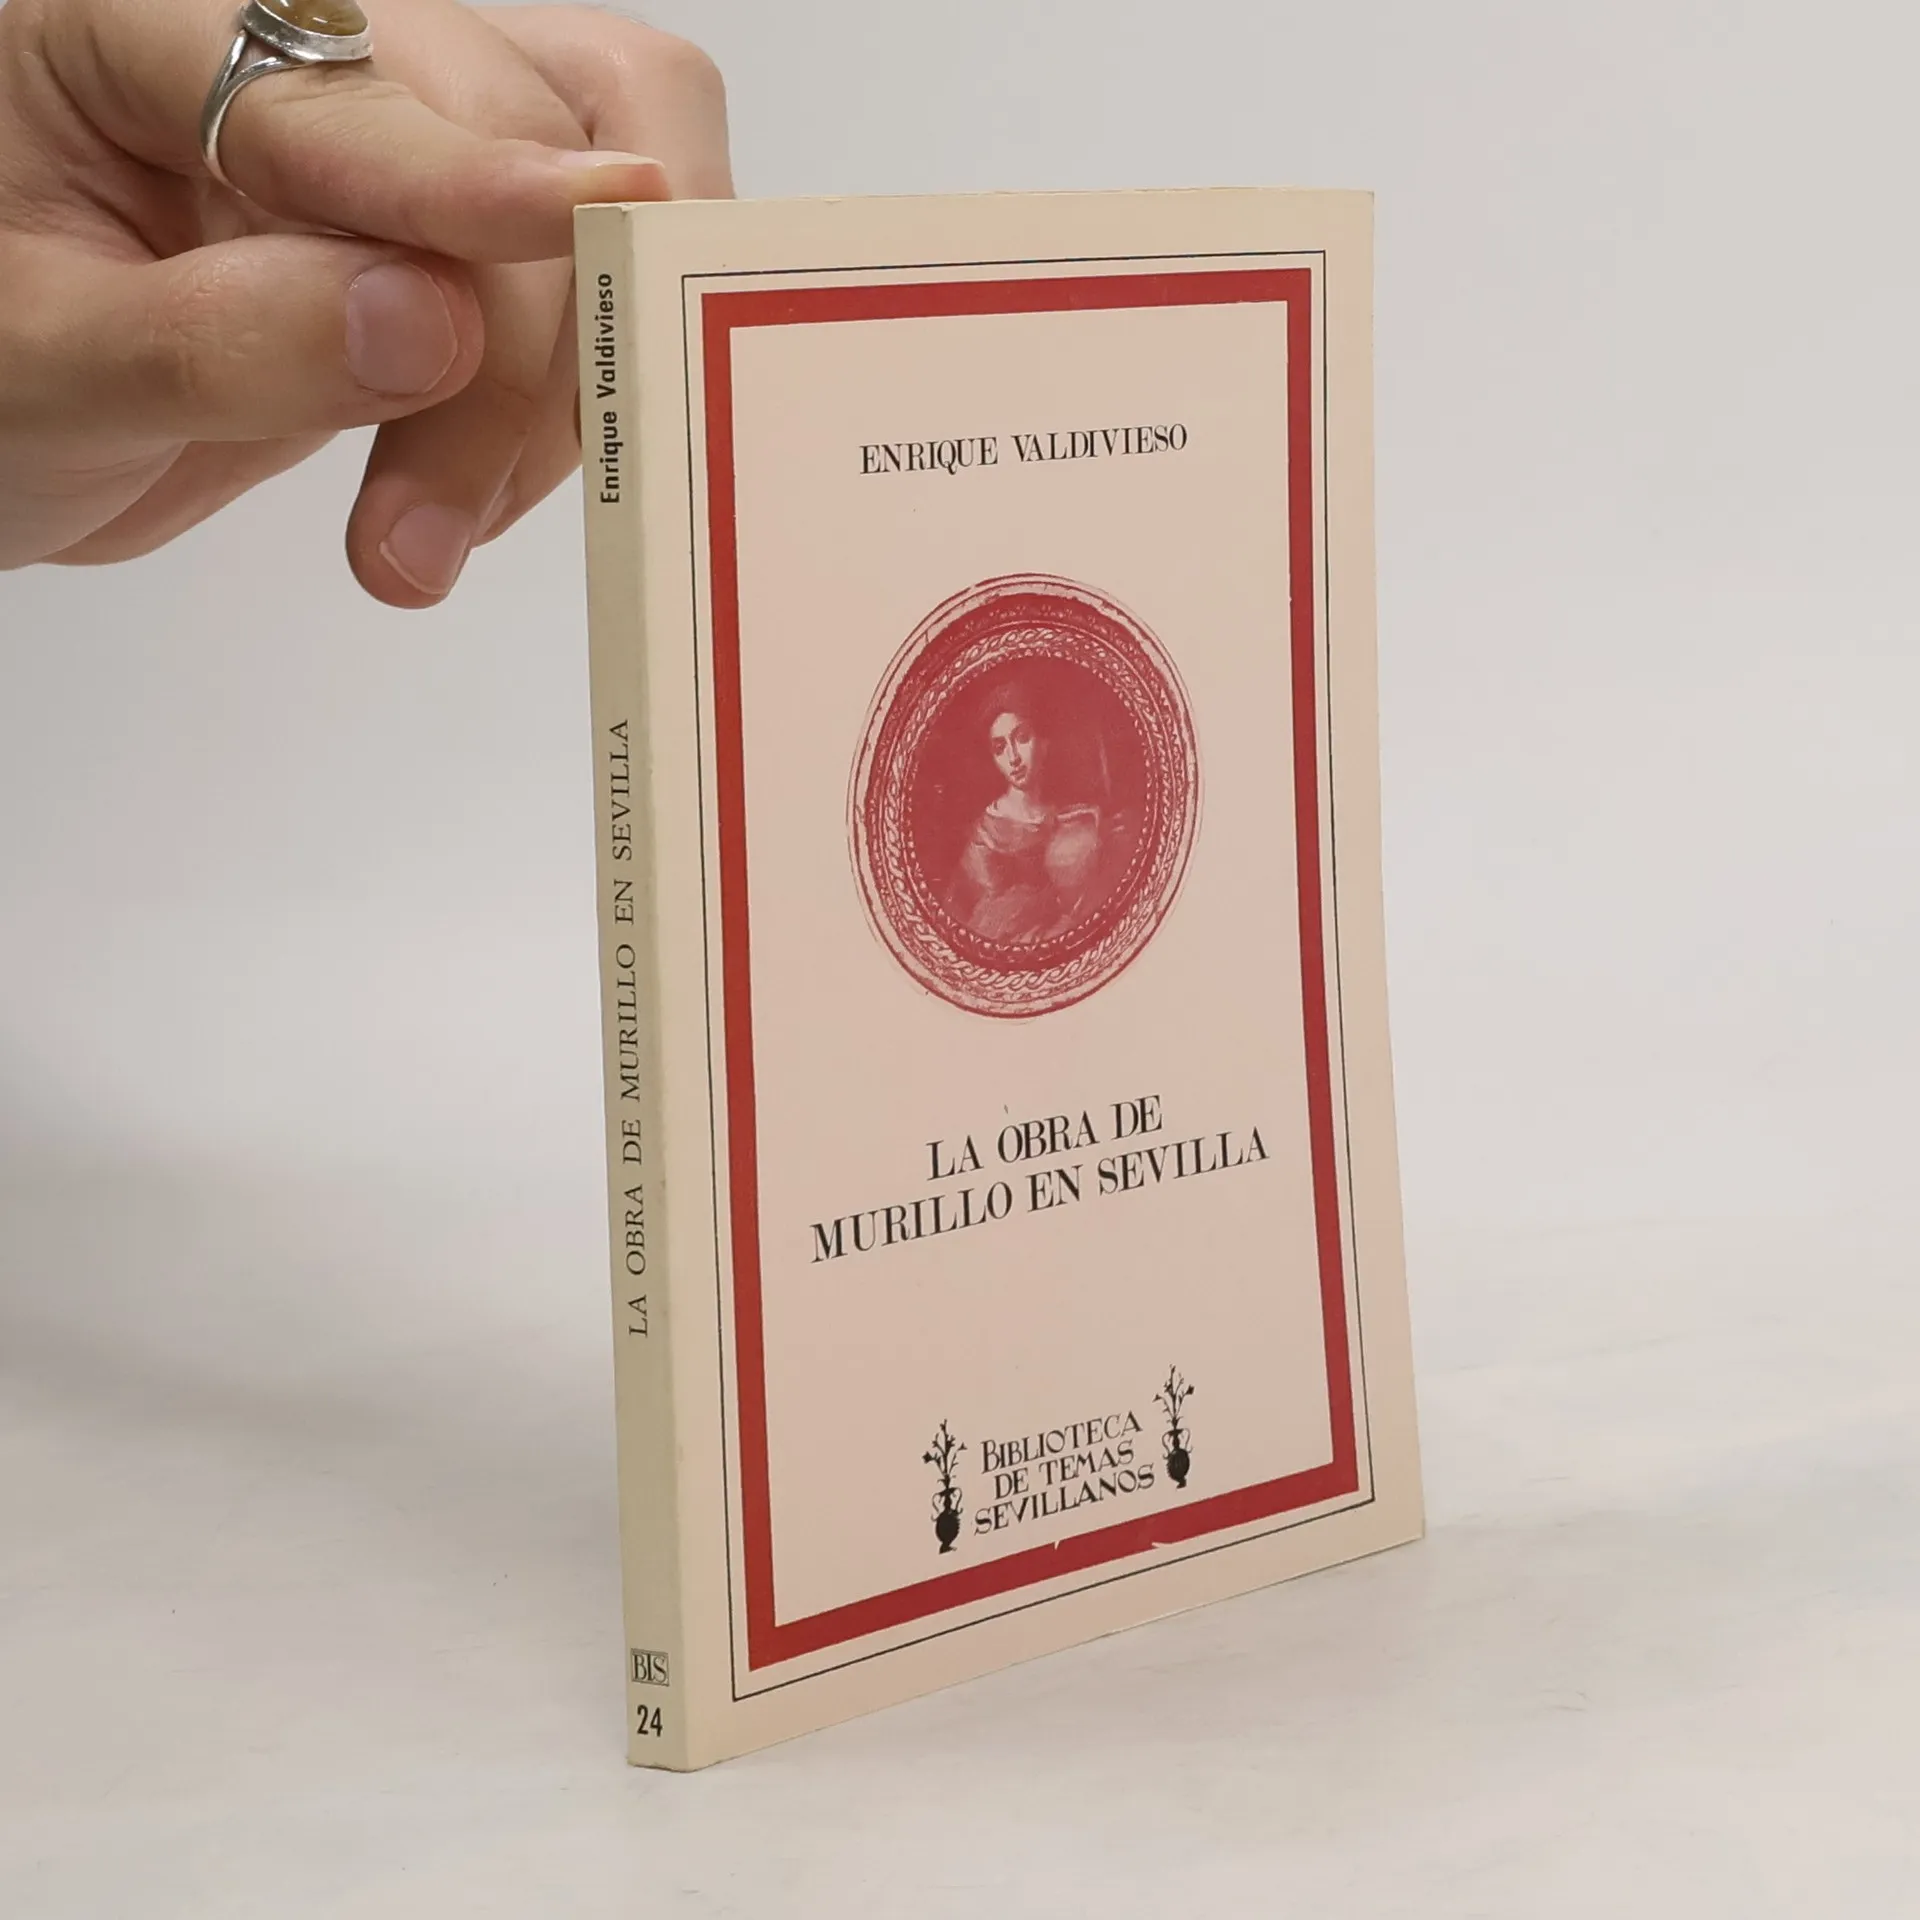 Enrique Valdivieso
LA OBRA DE MURILLO EN SEVILLA
BTS
24
ENRIQUE VALDIVIESO
LA OBRA DE
MURILLO EN SEVILLA
BIBLIOTECA
DE TEMAS
SEVILLANOS